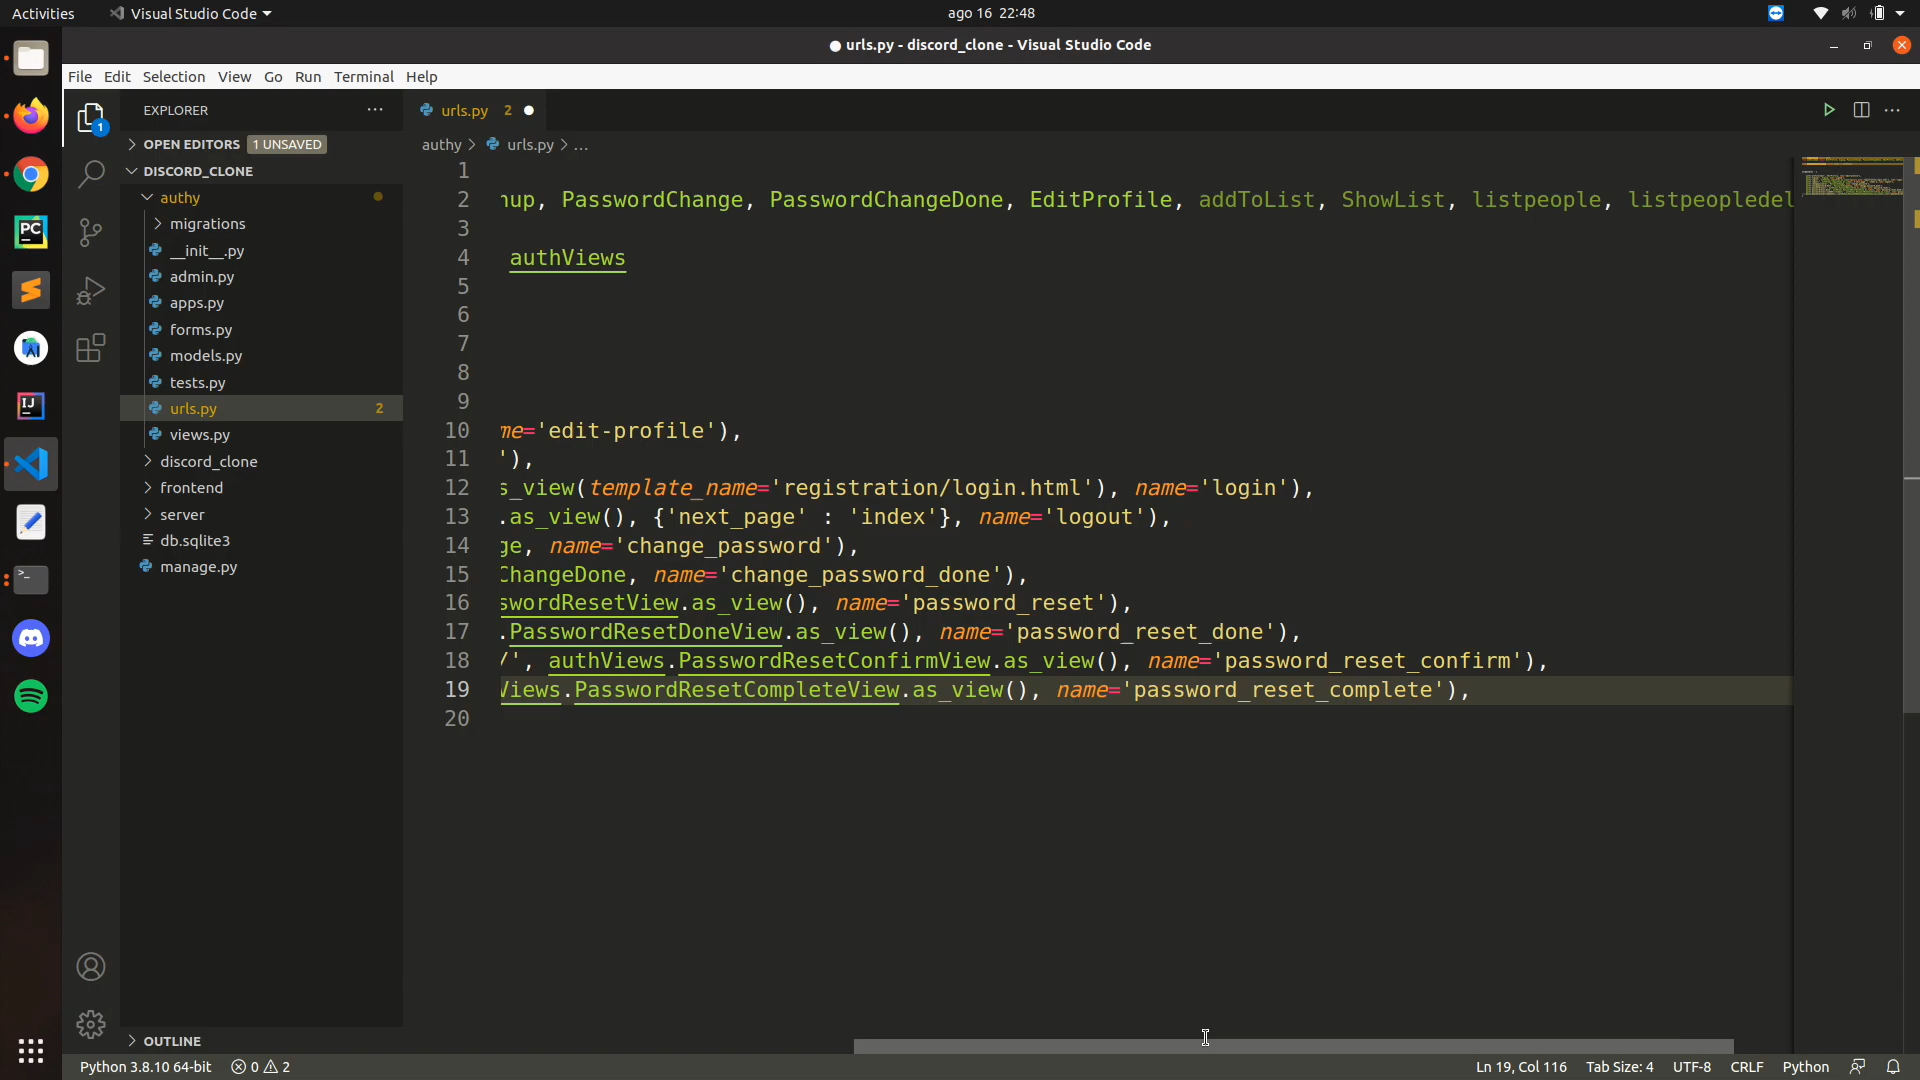 Activities
Visual Studio Code
ago 16 22:48
● urls.py - discord_clone - Visual Studio Code
File Edit Selection View Go Run Terminal Help
EXPLORER
OPEN EDITORS 1 UNSAVED
DISCORD_CLONE
authy
migrations
__init__.py
admin.py
apps.py
forms.py
models.py
tests.py
urls.py 2
views.py
discord_clone
frontend
server
db.sqlite3
manage.py
OUTLINE
1
PC
IJ
>_
urls.py 2
authy > urls.py > ...
1
2 nup, PasswordChange, PasswordChangeDone, EditProfile, addToList, ShowList, listpeople, listpeopledel
3
4 authViews
5
6
7
8
9
10 me='edit-profile'),
11 '),
12 s_view(template_name='registration/login.html'), name='login'),
13 .as_view(), {'next_page' : 'index'}, name='logout'),
14 ge, name='change_password'),
15 ChangeDone, name='change_password_done'),
16 swordResetView.as_view(), name='password_reset'),
17 .PasswordResetDoneView.as_view(), name='password_reset_done'),
18 /', authViews.PasswordResetConfirmView.as_view(), name='password_reset_confirm'),
19 Views.PasswordResetCompleteView.as_view(), name='password_reset_complete'),
20
Python 3.8.10 64-bit 0 2
Ln 19, Col 116 Tab Size: 4 UTF-8 CRLF Python